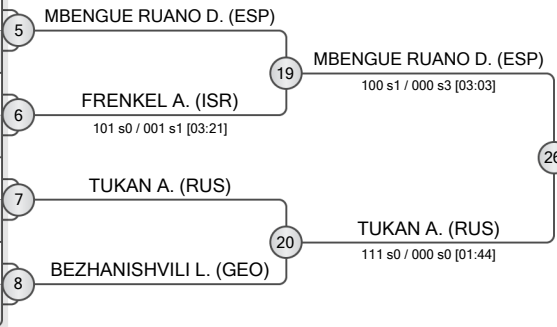 MBENGUE RUANO D. (ESP)
5
19
MBENGUE RUANO D. (ESP)
100 s1 / 000 s3 [03:03]
FRENKEL A. (ISR)
6
101 s0 / 001 s1 [03:21]
26
TUKAN A. (RUS)
7
20
TUKAN A. (RUS)
111 s0 / 000 s0 [01:44]
BEZHANISHVILI L. (GEO)
8